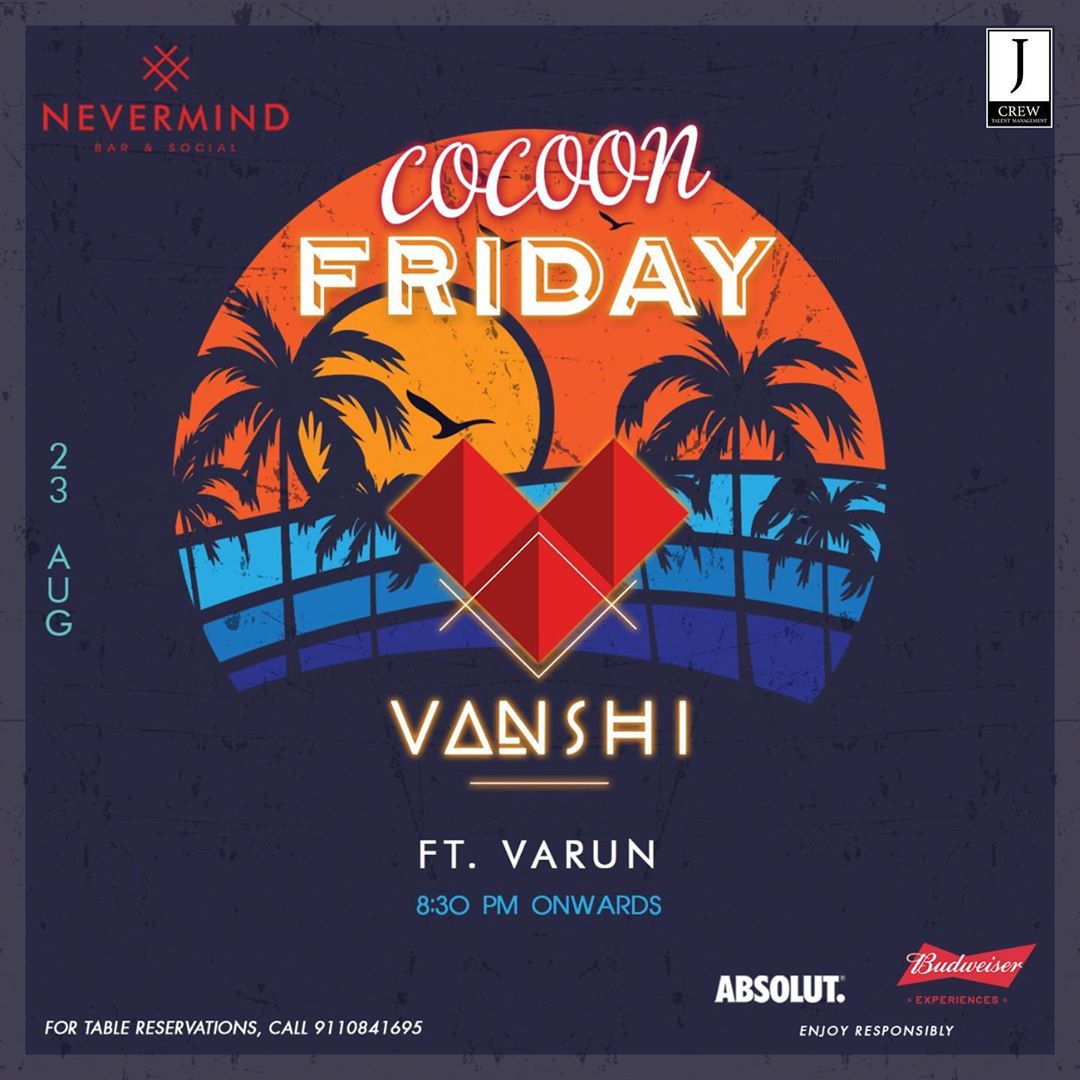 NEVERMIND
BAR & SOCIAL
J
CREW
TALENT MANAGEMENT
COCOON
FRIDAY
23 AUG
VANSHI
FT. VARUN
8:30 PM ONWARDS
ABSOLUT.
Budweiser
EXPERIENCES
FOR TABLE RESERVATIONS, CALL 9110841695
ENJOY RESPONSIBLY